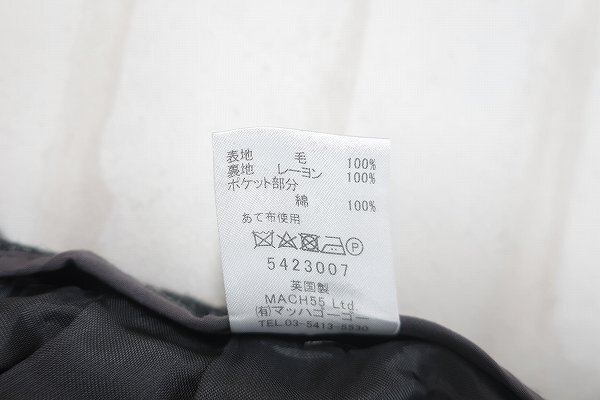 表地 毛 100%
裏地 レーヨン 100%
ポケット部分
綿 100%
あて布使用
P
5423007
英国製
MACH55 Ltd.
(有)マッハゴーゴー
TEL.03-5413-5530